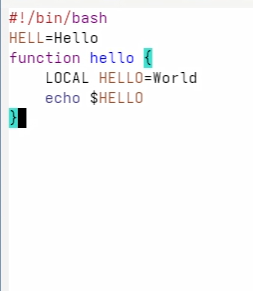 #!/bin/bash
HELL=Hello
function hello {
    LOCAL HELLO=World
    echo $HELLO
}